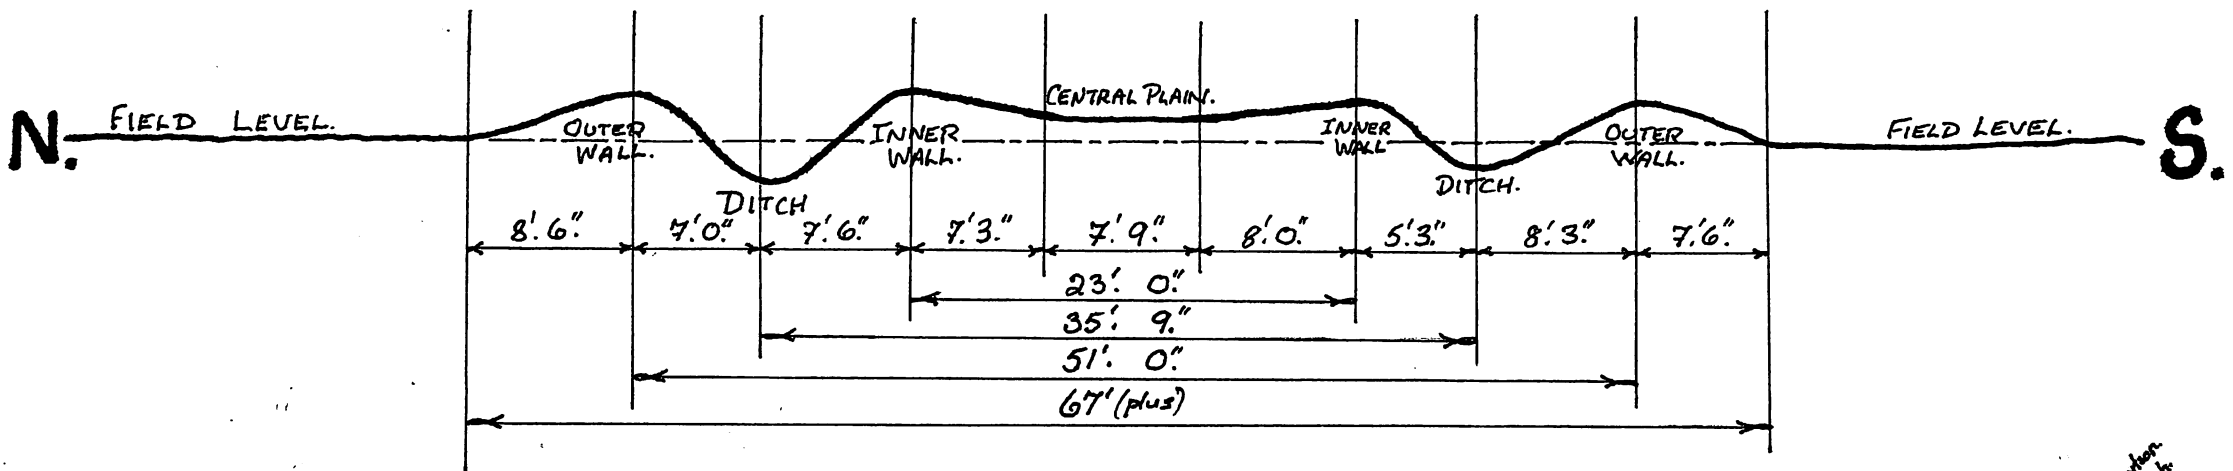 N.
FIELD LEVEL.
OUTER
WALL.
DITCH
INNER
WALL.
CENTRAL PLAIN.
INNER
WALL
DITCH.
OUTER
WALL.
FIELD LEVEL.
S.
8'. 6".
7'. 0".
7'. 6".
7'. 3."
7'. 9."
8'. 0."
5'. 3."
8'. 3."
7'. 6."
23'. 0."
35'. 9."
51'. 0."
67' (plus)